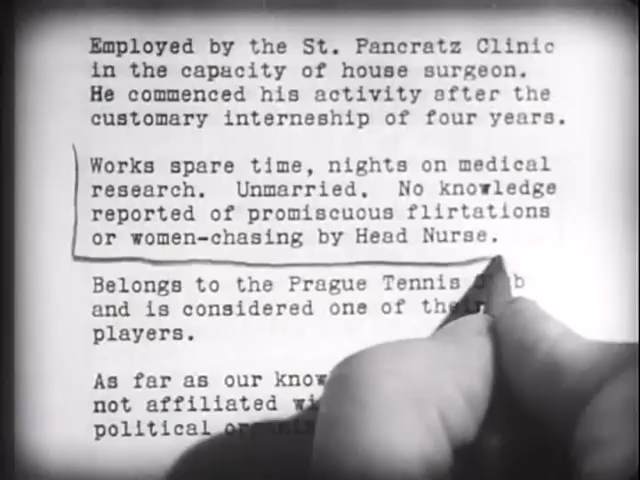 Employed by the St. Pancratz Clinic
in the capacity of house surgeon.
He commenced his activity after the
customary interneship of four years.
Works spare time, nights on medical
research. Unmarried. No knowledge
reported of promiscuous flirtations
or women-chasing by Head Nurse.
Belongs to the Prague Tennis
and is considered one of their
players.
As far as our
not affiliated
political